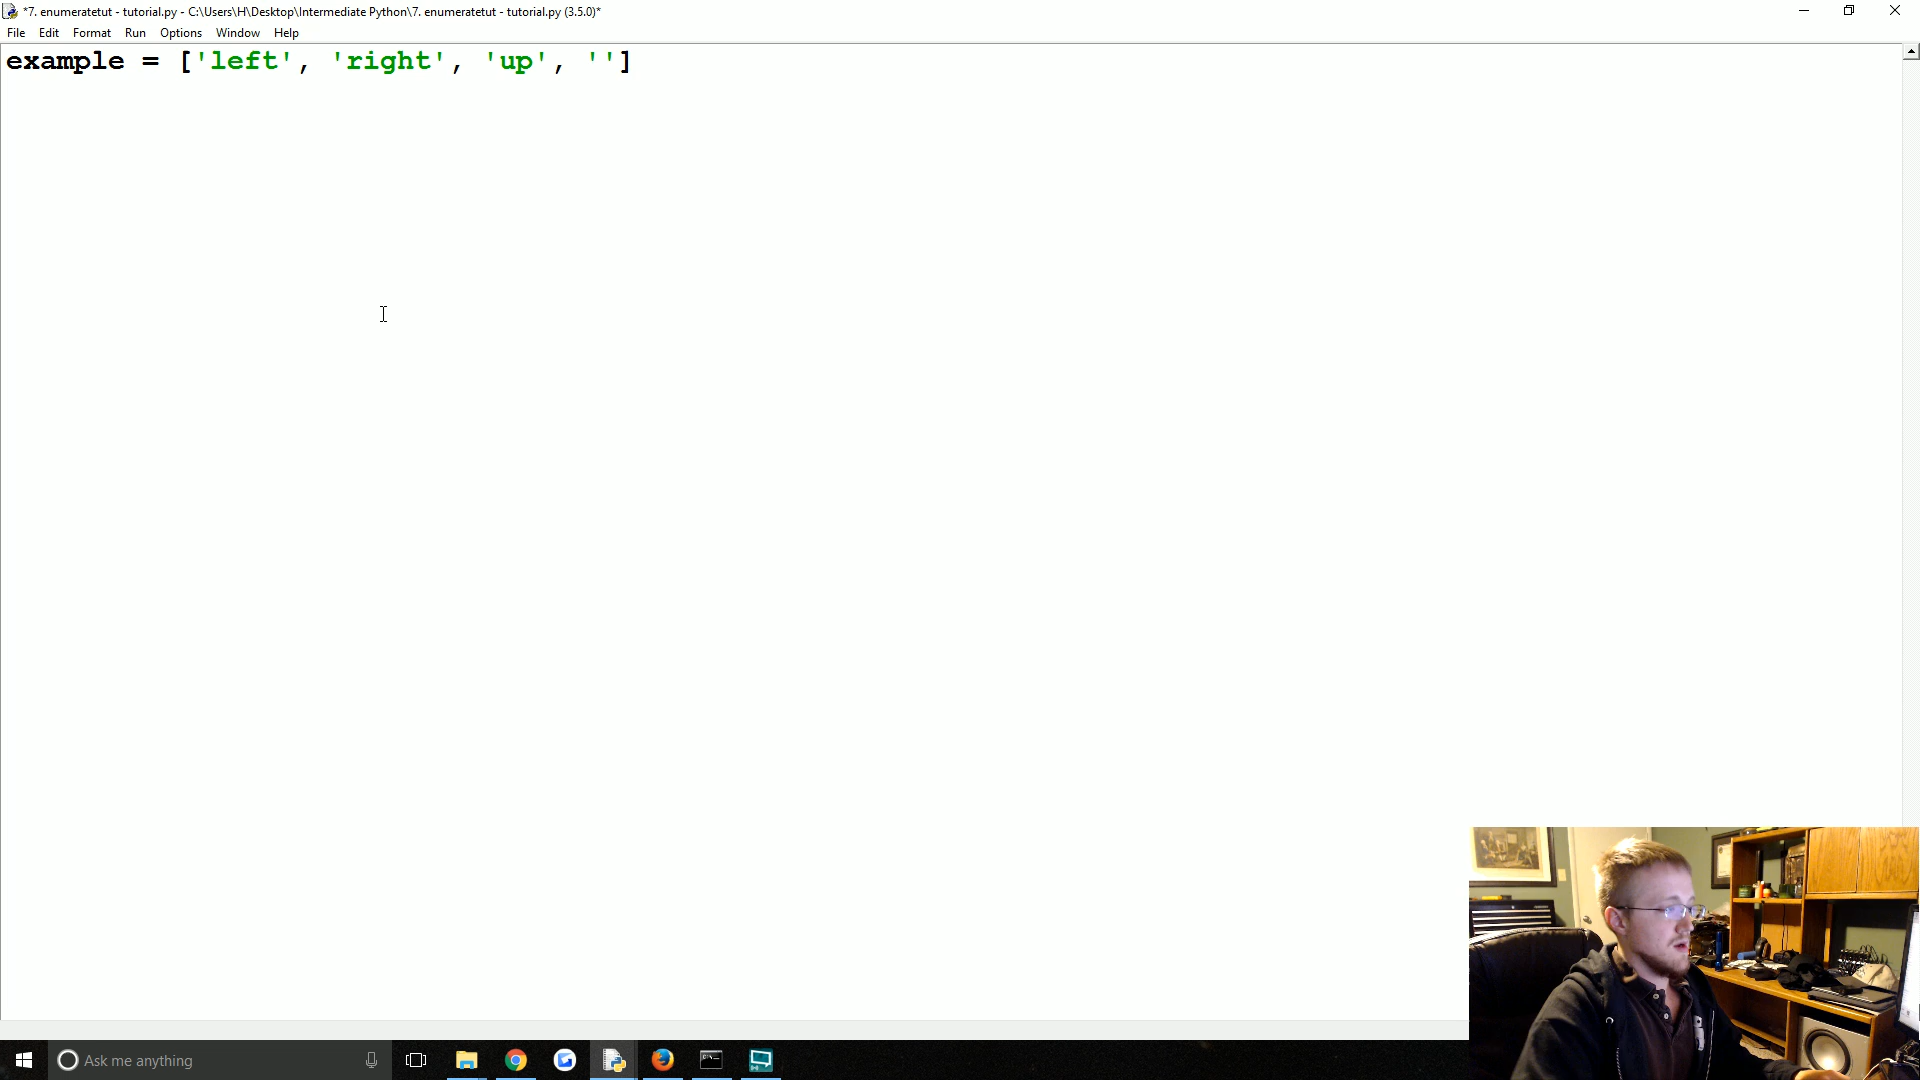 *7. enumeratetut - tutorial.py - C:\Users\H\Desktop\Intermediate Python\7. enumeratetut - tutorial.py (3.5.0)*
File Edit Format Run Options Window Help
example = ['left', 'right', 'up', '']
Ask me anything